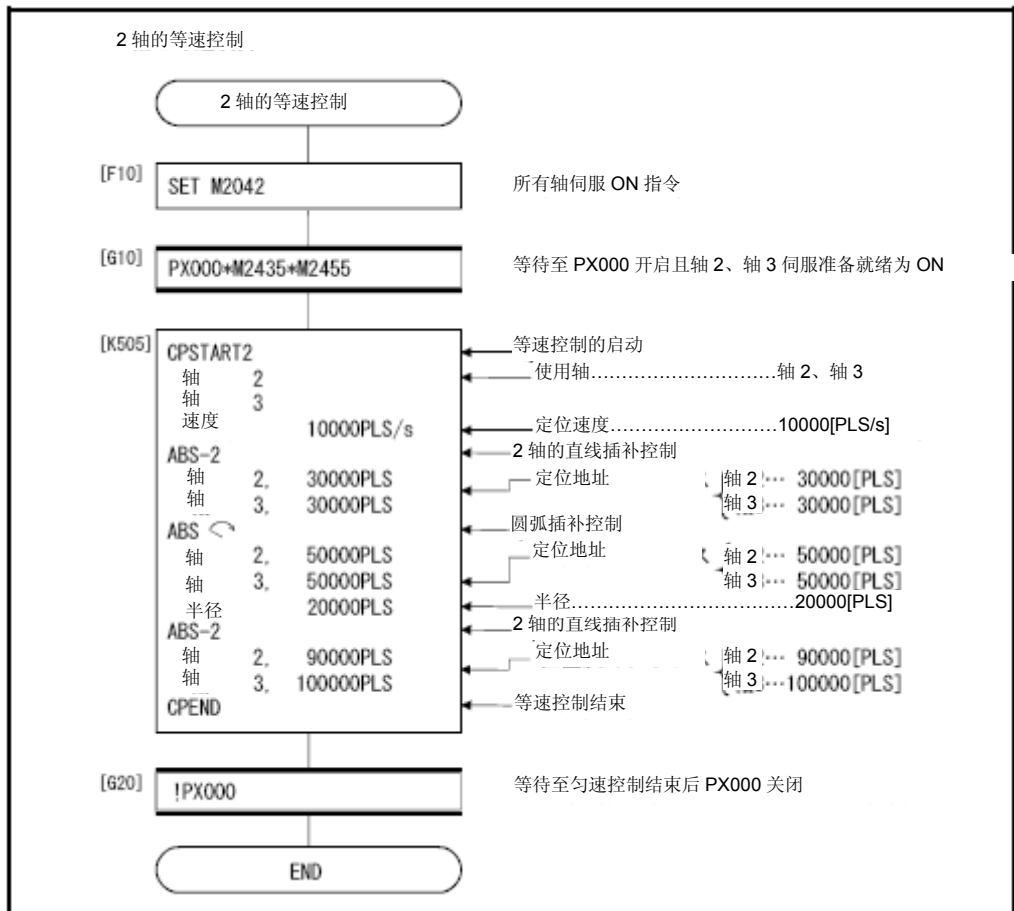 2 轴的等速控制
2 轴的等速控制
[F10] SET M2042 所有轴伺服 ON 指令
[G10] PX000*M2435*M2455 等待至 PX000 开启且轴 2、轴 3 伺服准备就绪为 ON
[K505] CPSTART2 等速控制的启动
轴 2 使用轴…………………………轴 2、轴 3
轴 3
速度 10000PLS/s 定位速度………………………10000[PLS/s]
ABS-2 2 轴的直线插补控制
轴 2, 30000PLS 定位地址 轴 2… 30000[PLS]
轴 3, 30000PLS 轴 3… 30000[PLS]
ABS 圆弧插补控制
轴 2, 50000PLS 定位地址 轴 2… 50000[PLS]
轴 3, 50000PLS 轴 3… 50000[PLS]
半径 20000PLS 半径………………………………20000[PLS]
ABS-2 2 轴的直线插补控制
轴 2, 90000PLS 定位地址 轴 2… 90000[PLS]
轴 3, 100000PLS 轴 3…100000[PLS]
CPEND 等速控制结束
[G20] !PX000 等待至匀速控制结束后 PX000 关闭
END